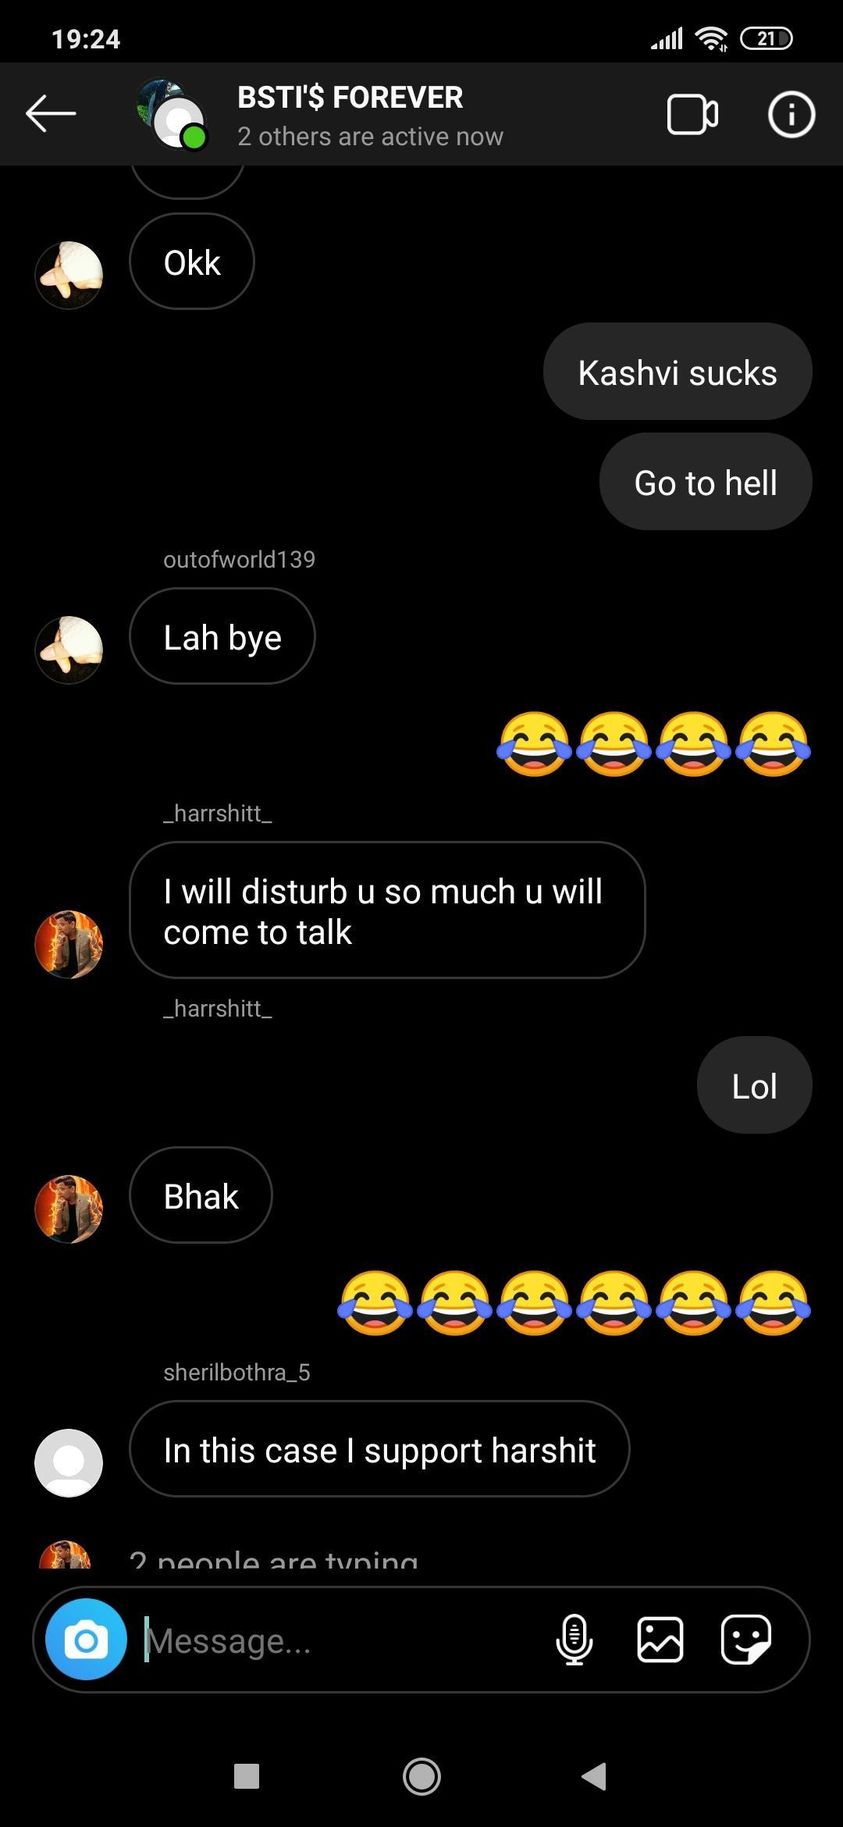 19:24
21
BSTI'$ FOREVER
2 others are active now
Okk
Kashvi sucks
Go to hell
outofworld139
Lah bye
😂😂😂😂
_harrshitt_
I will disturb u so much u will
come to talk
_harrshitt_
Lol
Bhak
😂😂😂😂😂😂
sherilbothra_5
In this case I support harshit
2 people are typing
Message...